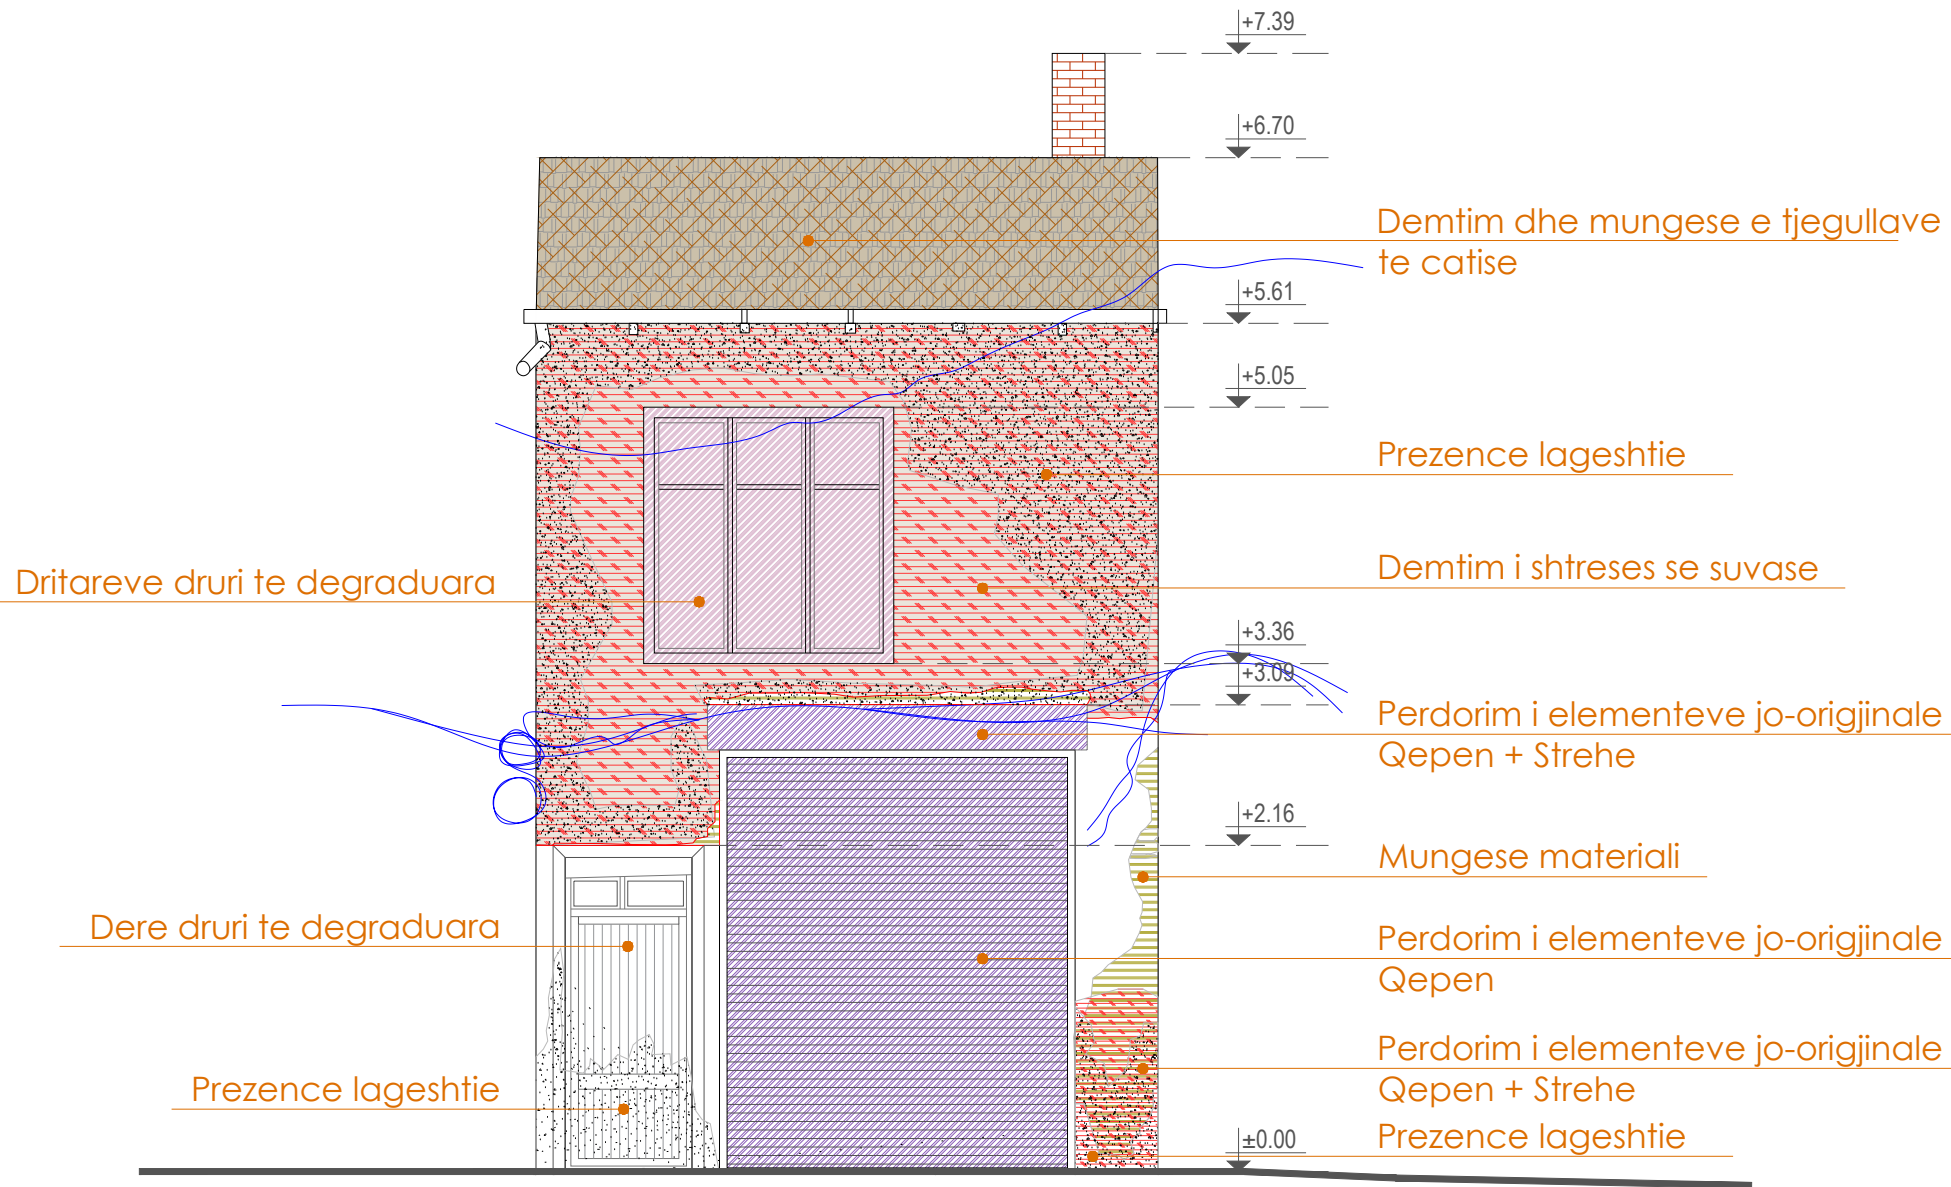 +7.39
+6.70
Demtim dhe mungese e tjegullave
te catise
+5.61
+5.05
Prezence lageshtie
Demtim i shtreses se suvase
Dritareve druri te degraduara
+3.36
+3.09
Perdorim i elementeve jo-origjinale
Qepen + Strehe
+2.16
Mungese materiali
Dere druri te degraduara
Perdorim i elementeve jo-origjinale
Qepen
Perdorim i elementeve jo-origjinale
Qepen + Strehe
Prezence lageshtie
±0.00
Prezence lageshtie